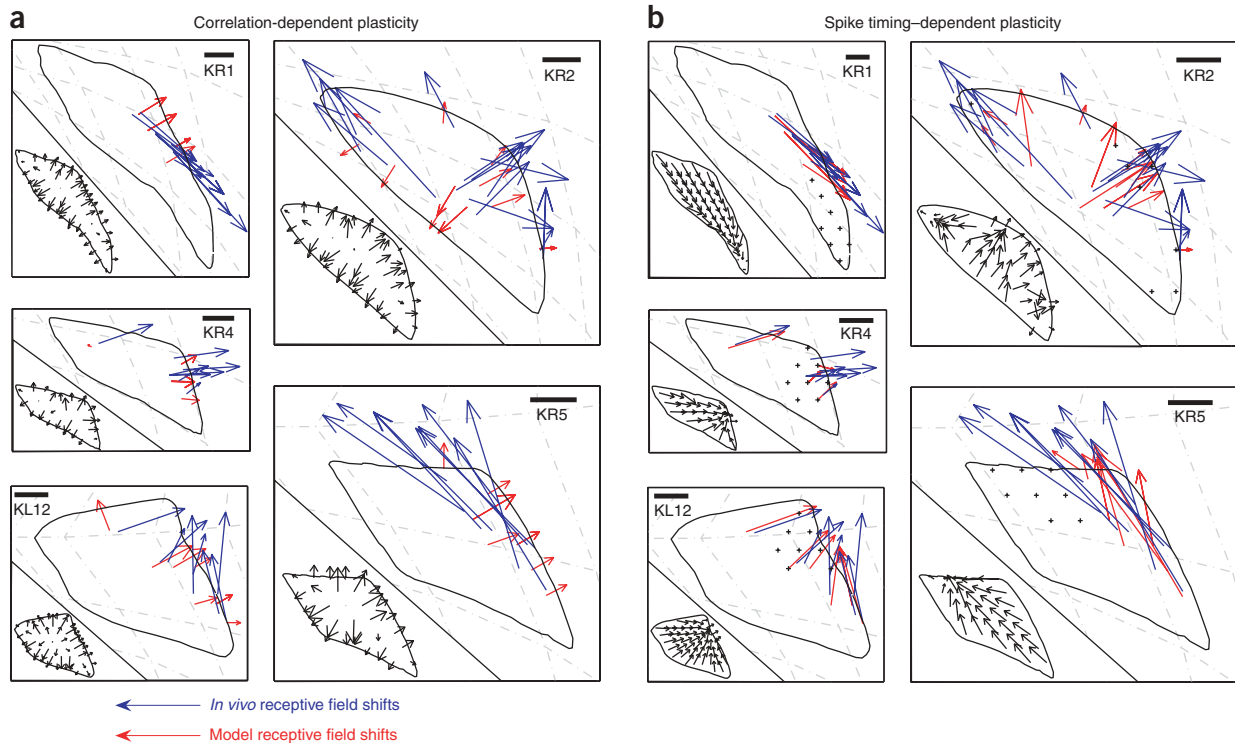 a
Correlation-dependent plasticity
KR1
KR2
KR4
KR5
KL12
b
Spike timing–dependent plasticity
KR1
KR2
KR4
KR5
KL12
In vivo receptive field shifts
Model receptive field shifts